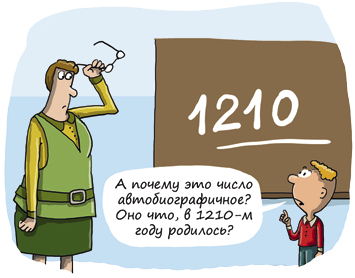 1210
А почему это число
автобиографичное?
Оно что, в 1210-м
году родилось?